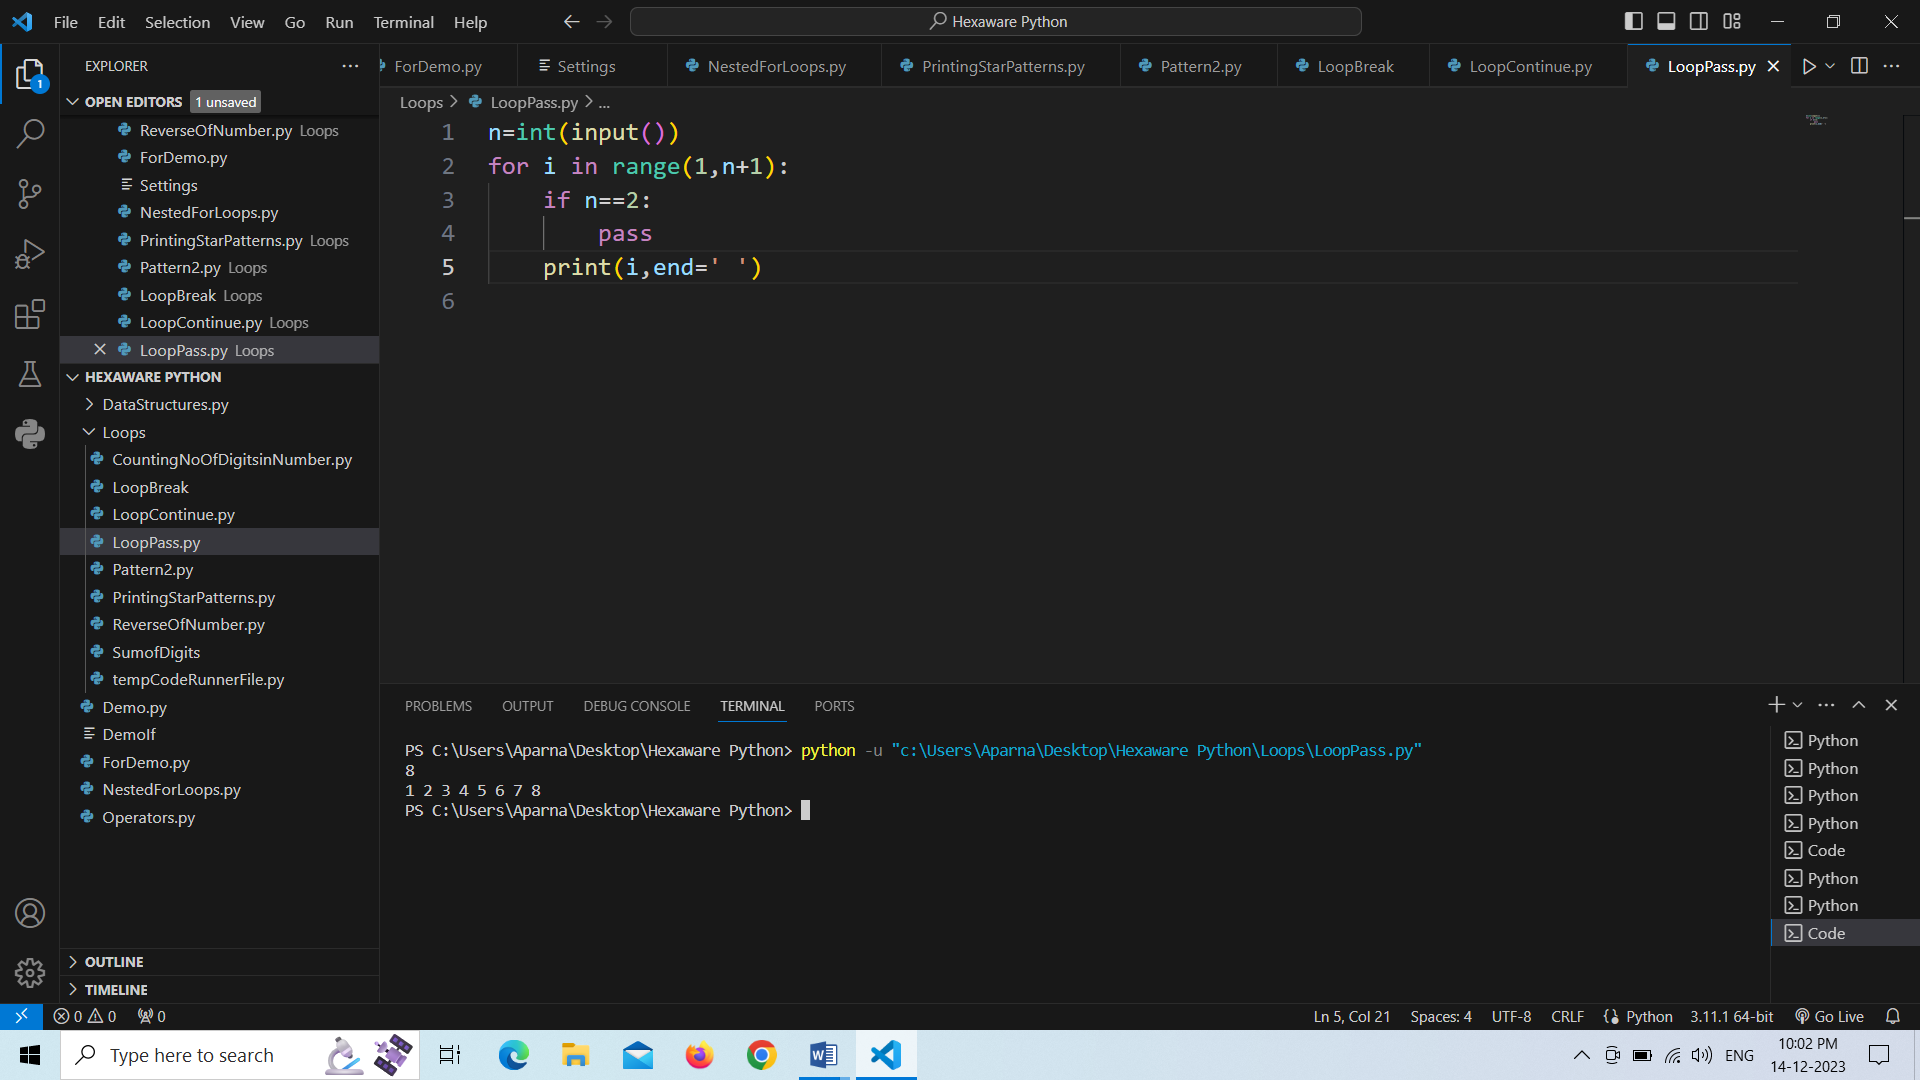 File Edit Selection View Go Run Terminal Help
Hexaware Python
EXPLORER
OPEN EDITORS 1 unsaved
ReverseOfNumber.py Loops
ForDemo.py
Settings
NestedForLoops.py
PrintingStarPatterns.py Loops
Pattern2.py Loops
LoopBreak Loops
LoopContinue.py Loops
LoopPass.py Loops
HEXAWARE PYTHON
DataStructures.py
Loops
CountingNoOfDigitsinNumber.py
LoopBreak
LoopContinue.py
LoopPass.py
Pattern2.py
PrintingStarPatterns.py
ReverseOfNumber.py
SumofDigits
tempCodeRunnerFile.py
Demo.py
DemoIf
ForDemo.py
NestedForLoops.py
Operators.py
OUTLINE
TIMELINE
1
ForDemo.py Settings NestedForLoops.py PrintingStarPatterns.py Pattern2.py LoopBreak LoopContinue.py LoopPass.py
Loops > LoopPass.py > ...
1 n=int(input())
2 for i in range(1,n+1):
3 if n==2:
4 pass
5 print(i,end=' ')
6
PROBLEMS OUTPUT DEBUG CONSOLE TERMINAL PORTS
PS C:\Users\Aparna\Desktop\Hexaware Python> python -u "c:\Users\Aparna\Desktop\Hexaware Python\Loops\LoopPass.py"
8
1 2 3 4 5 6 7 8
PS C:\Users\Aparna\Desktop\Hexaware Python>
Python
Python
Python
Python
Code
Python
Python
Code
0 0 0 Ln 5, Col 21 Spaces: 4 UTF-8 CRLF Python 3.11.1 64-bit Go Live
Type here to search
ENG
10:02 PM
14-12-2023